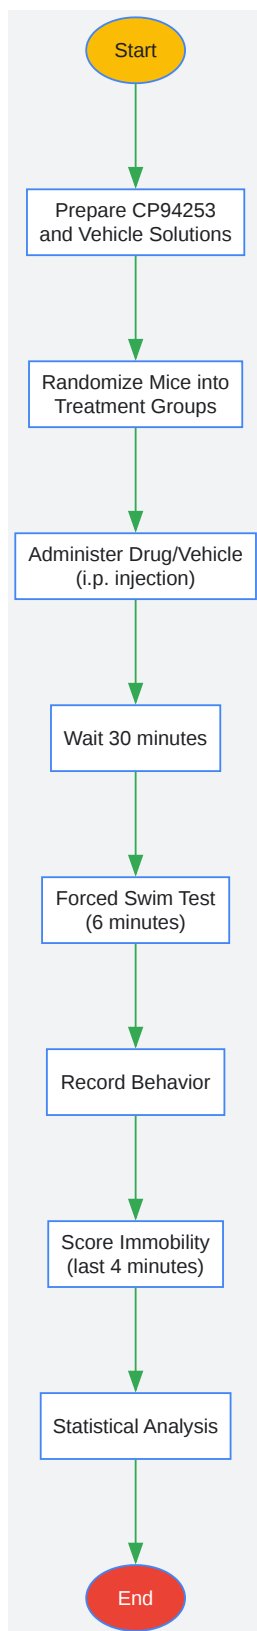 Start
Prepare CP94253
and Vehicle Solutions
Randomize Mice into
Treatment Groups
Administer Drug/Vehicle
(i.p. injection)
Wait 30 minutes
Forced Swim Test
(6 minutes)
Record Behavior
Score Immobility
(last 4 minutes)
Statistical Analysis
End